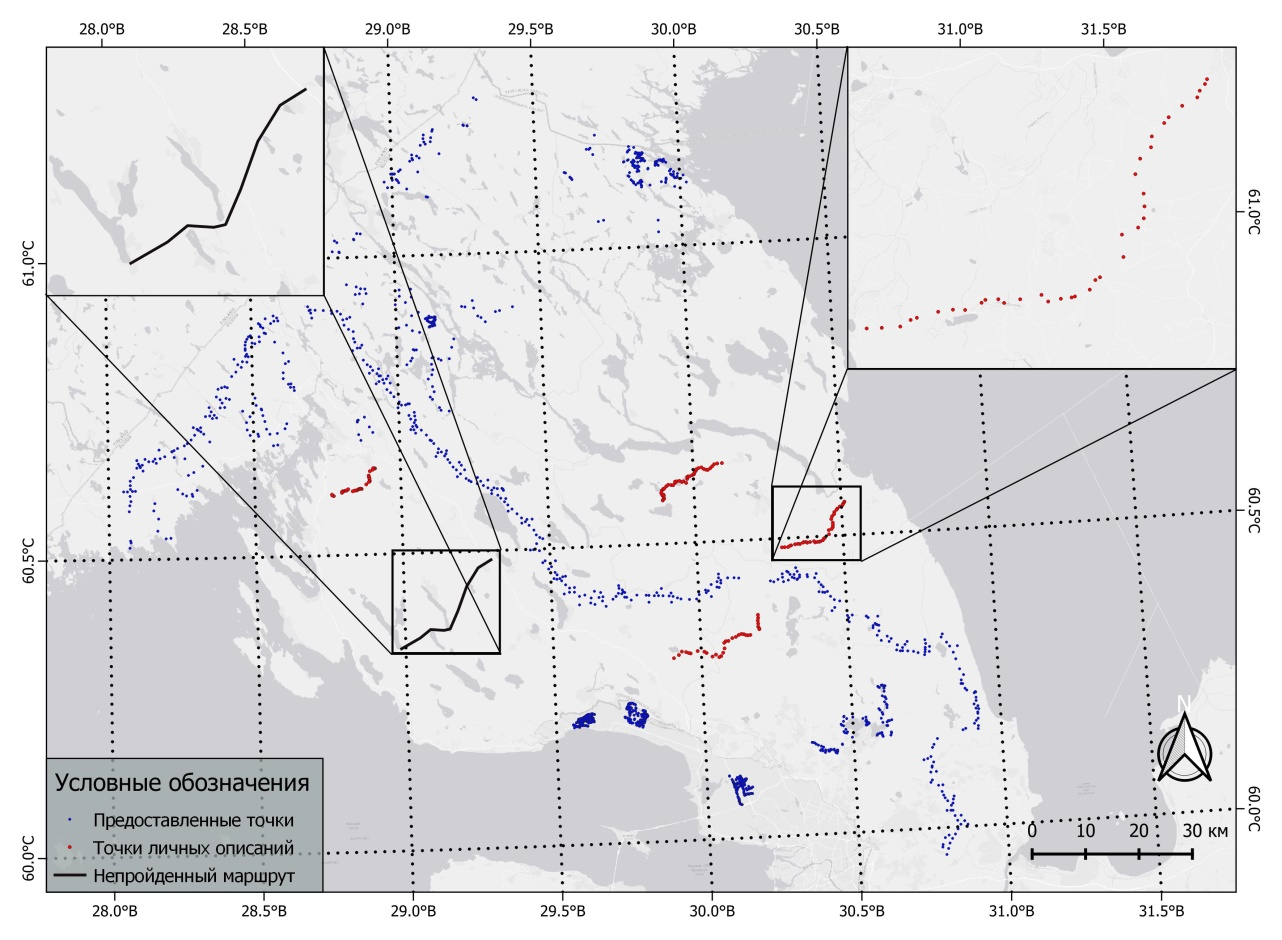 28.0°В 28.5°В 29.0°В 29.5°В 30.0°В 30.5°В 31.0°В 31.5°В
61.0°С
61.0°С
60.5°С
60.5°С
N
Условные обозначения
Предоставленные точки
Точки личных описаний
Непройденный маршрут
60.0°С
60.0°С
0 10 20 30 км
28.0°В 28.5°В 29.0°В 29.5°В 30.0°В 30.5°В 31.0°В 31.5°В